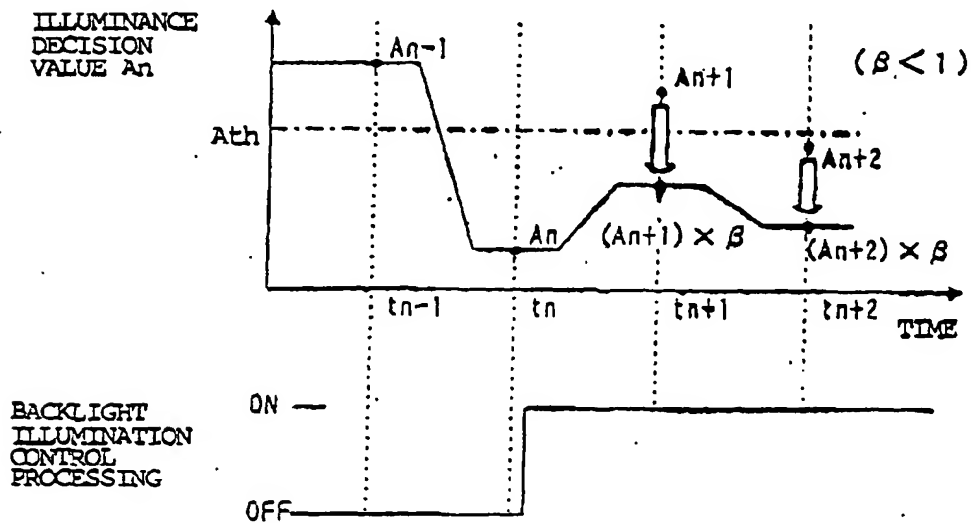 ILLUMINANCE
DECISION
VALUE An
An-1
An+1
(β < 1)
Ath
An+2
An
(An+1) × β
(An+2) × β
tn-1
tn
tn+1
tn+2
TIME
BACKLIGHT
ILLUMINATION
CONTROL
PROCESSING
ON
OFF